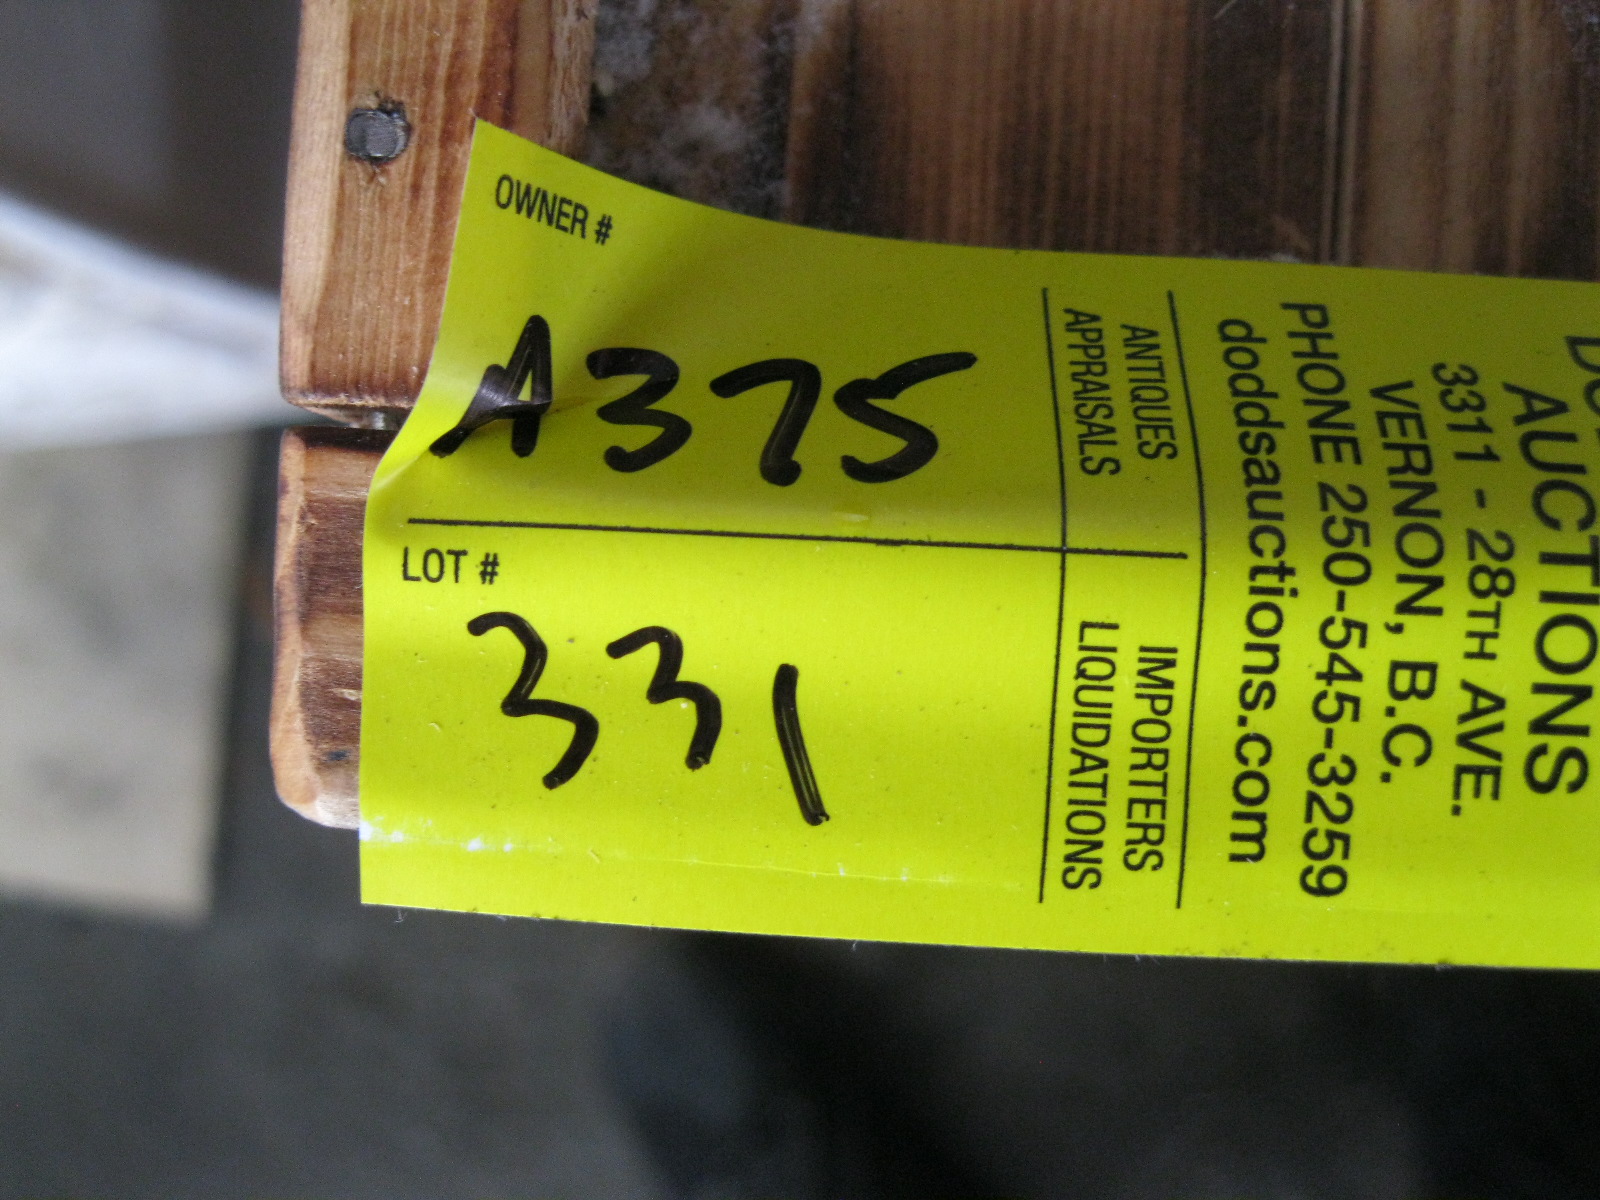 OWNER #
A375
LOT #
331
ANTIQUES
APPRAISALS
IMPORTERS
LIQUIDATIONS
AUCTIONS
3311 - 28TH AVE.
VERNON, B.C.
PHONE 250-545-3259
doddsauctions.com